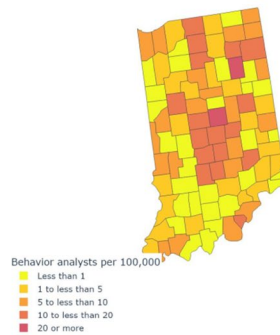 Behavior analysts per 100,000
Less than 1
1 to less than 5
5 to less than 10
10 to less than 20
20 or more